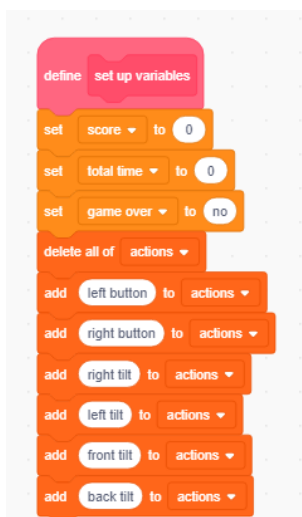 define set up variables
set score to 0
set total time to 0
set game over to no
delete all of actions
add left button to actions
add right button to actions
add right tilt to actions
add left tilt to actions
add front tilt to actions
add back tilt to actions